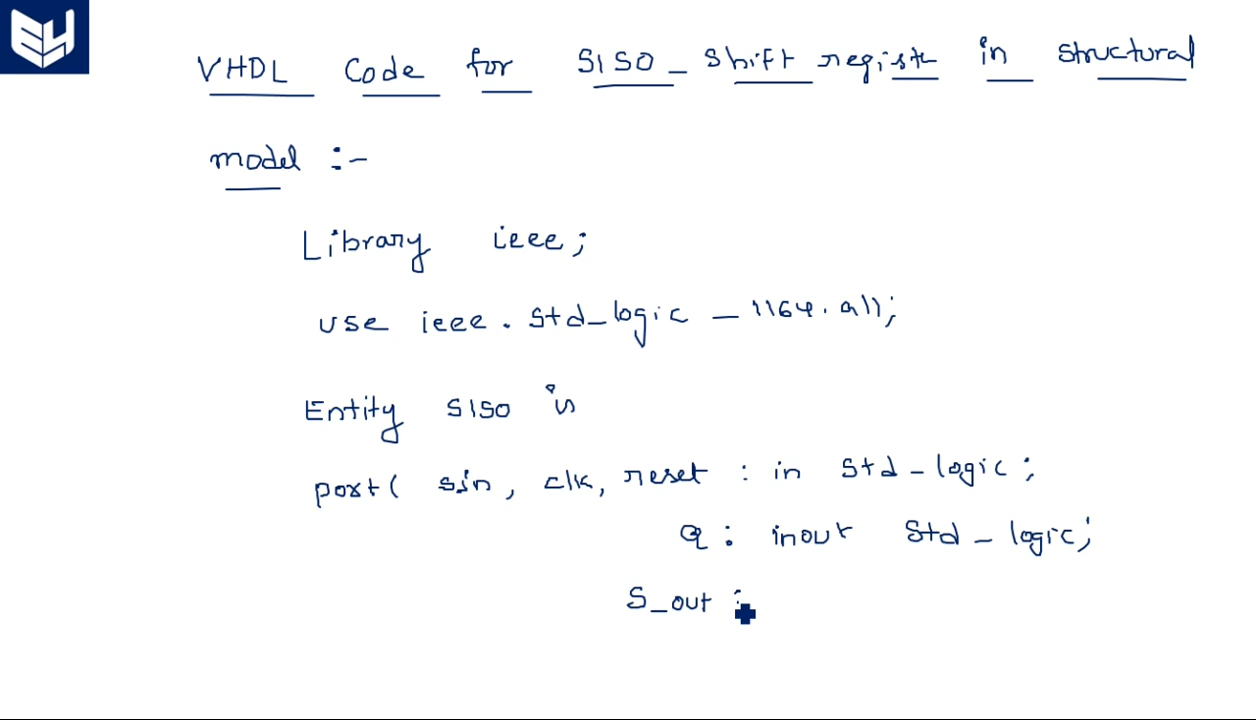 VHDL Code for SISO_ Shift registr in structural
model :-
Library ieee;
use ieee. Std_logic_1164.all;
Entity SISO is
port( sin, clk, reset : in Std_logic;
Q : inout Std_logic;
S_out :